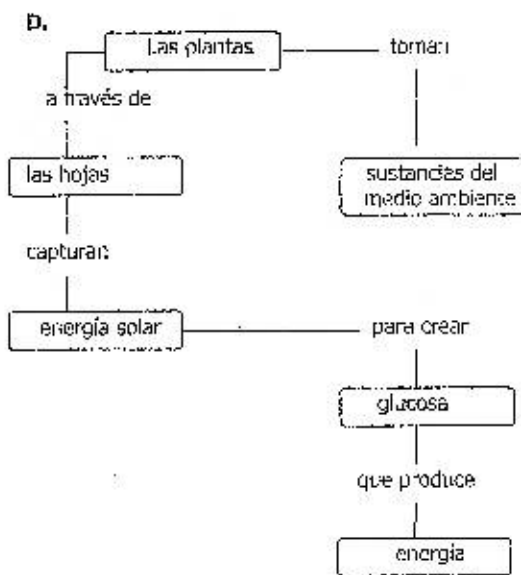 b.
Las plantas
toman
a través de
las hojas
sustancias del
medio ambiente
capturan
energía solar
para crear
glucosa
que produce
energía